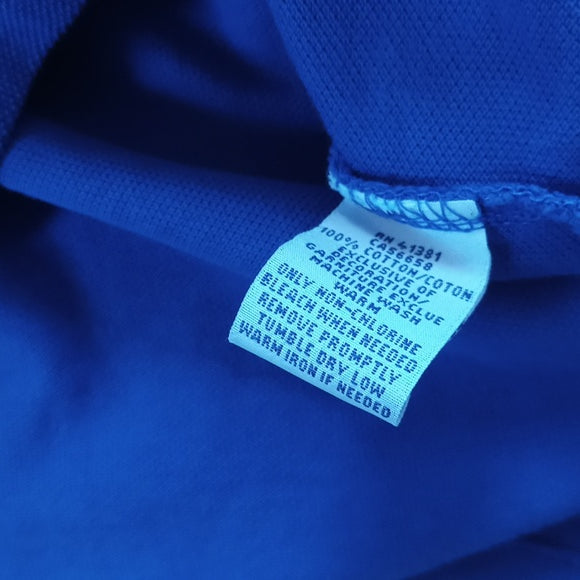 RN 41381
CA56658
100% COTTON/COTON
EXCLUSIVE OF
DECORATION/
GARNITURE EXCLUE
MACHINE WASH
WARM
ONLY NON-CHLORINE
BLEACH WHEN NEEDED
REMOVE PROMPTLY
TUMBLE DRY LOW
WARM IRON IF NEEDED